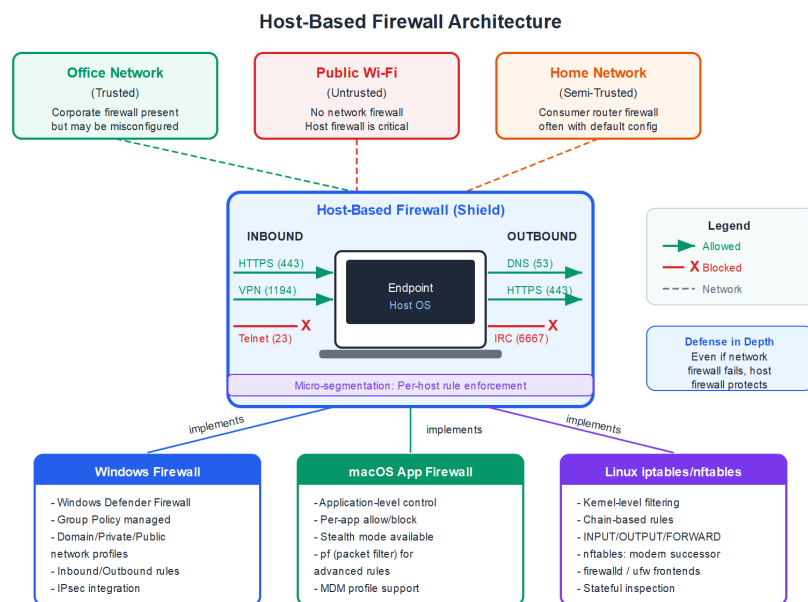 Host-Based Firewall Architecture
Office Network
(Trusted)
Corporate firewall present
but may be misconfigured
Public Wi-Fi
(Untrusted)
No network firewall
Host firewall is critical
Home Network
(Semi-Trusted)
Consumer router firewall
often with default config
Host-Based Firewall (Shield)
INBOUND
OUTBOUND
HTTPS (443)
VPN (1194)
X
Telnet (23)
Endpoint
Host OS
DNS (53)
HTTPS (443)
X
IRC (6667)
Micro-segmentation: Per-host rule enforcement
Legend
Allowed
X Blocked
Network
Defense in Depth
Even if network
firewall fails, host
firewall protects
implements
implements
implements
Windows Firewall
- Windows Defender Firewall
- Group Policy managed
- Domain/Private/Public
network profiles
- Inbound/Outbound rules
- IPsec integration
macOS App Firewall
- Application-level control
- Per-app allow/block
- Stealth mode available
- pf (packet filter) for
advanced rules
- MDM profile support
Linux iptables/nftables
- Kernel-level filtering
- Chain-based rules
- INPUT/OUTPUT/FORWARD
- nftables: modern successor
- firewalld / ufw frontends
- Stateful inspection